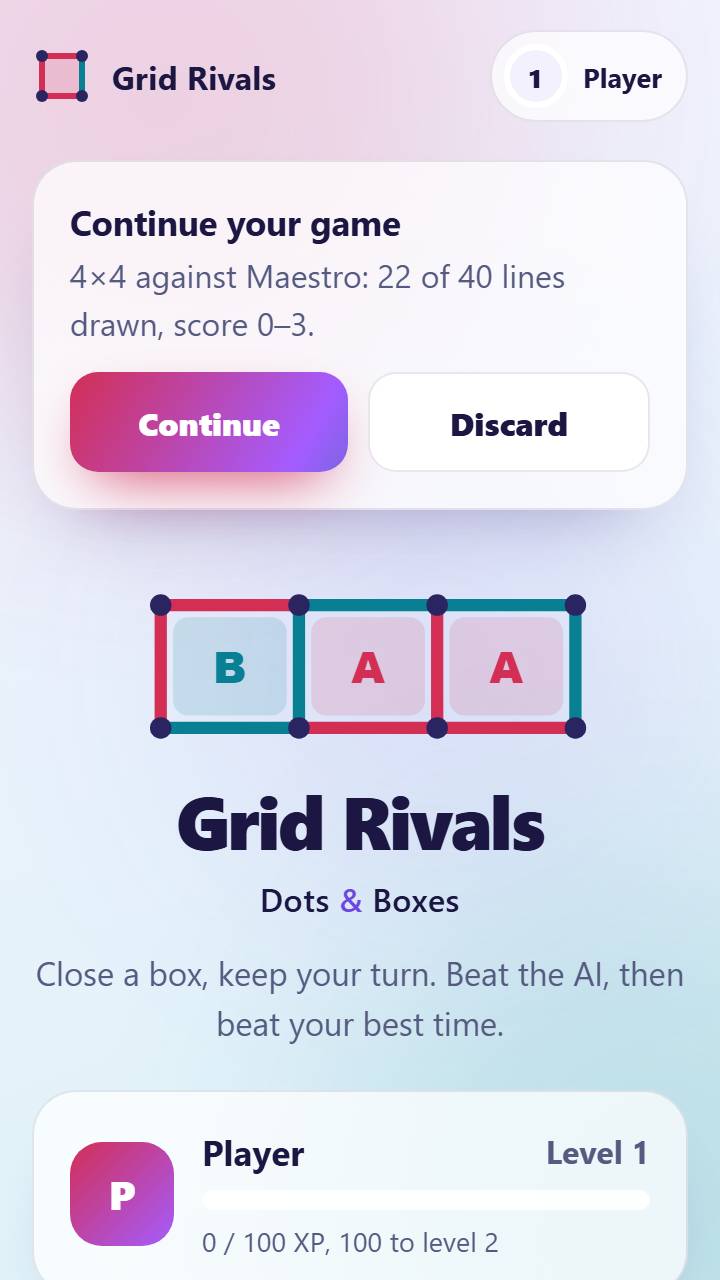 Grid Rivals
1 Player
Continue your game
4×4 against Maestro: 22 of 40 lines
drawn, score 0–3.
Continue
Discard
B A A
Grid Rivals
Dots & Boxes
Close a box, keep your turn. Beat the AI, then
beat your best time.
P
Player
Level 1
0 / 100 XP, 100 to level 2